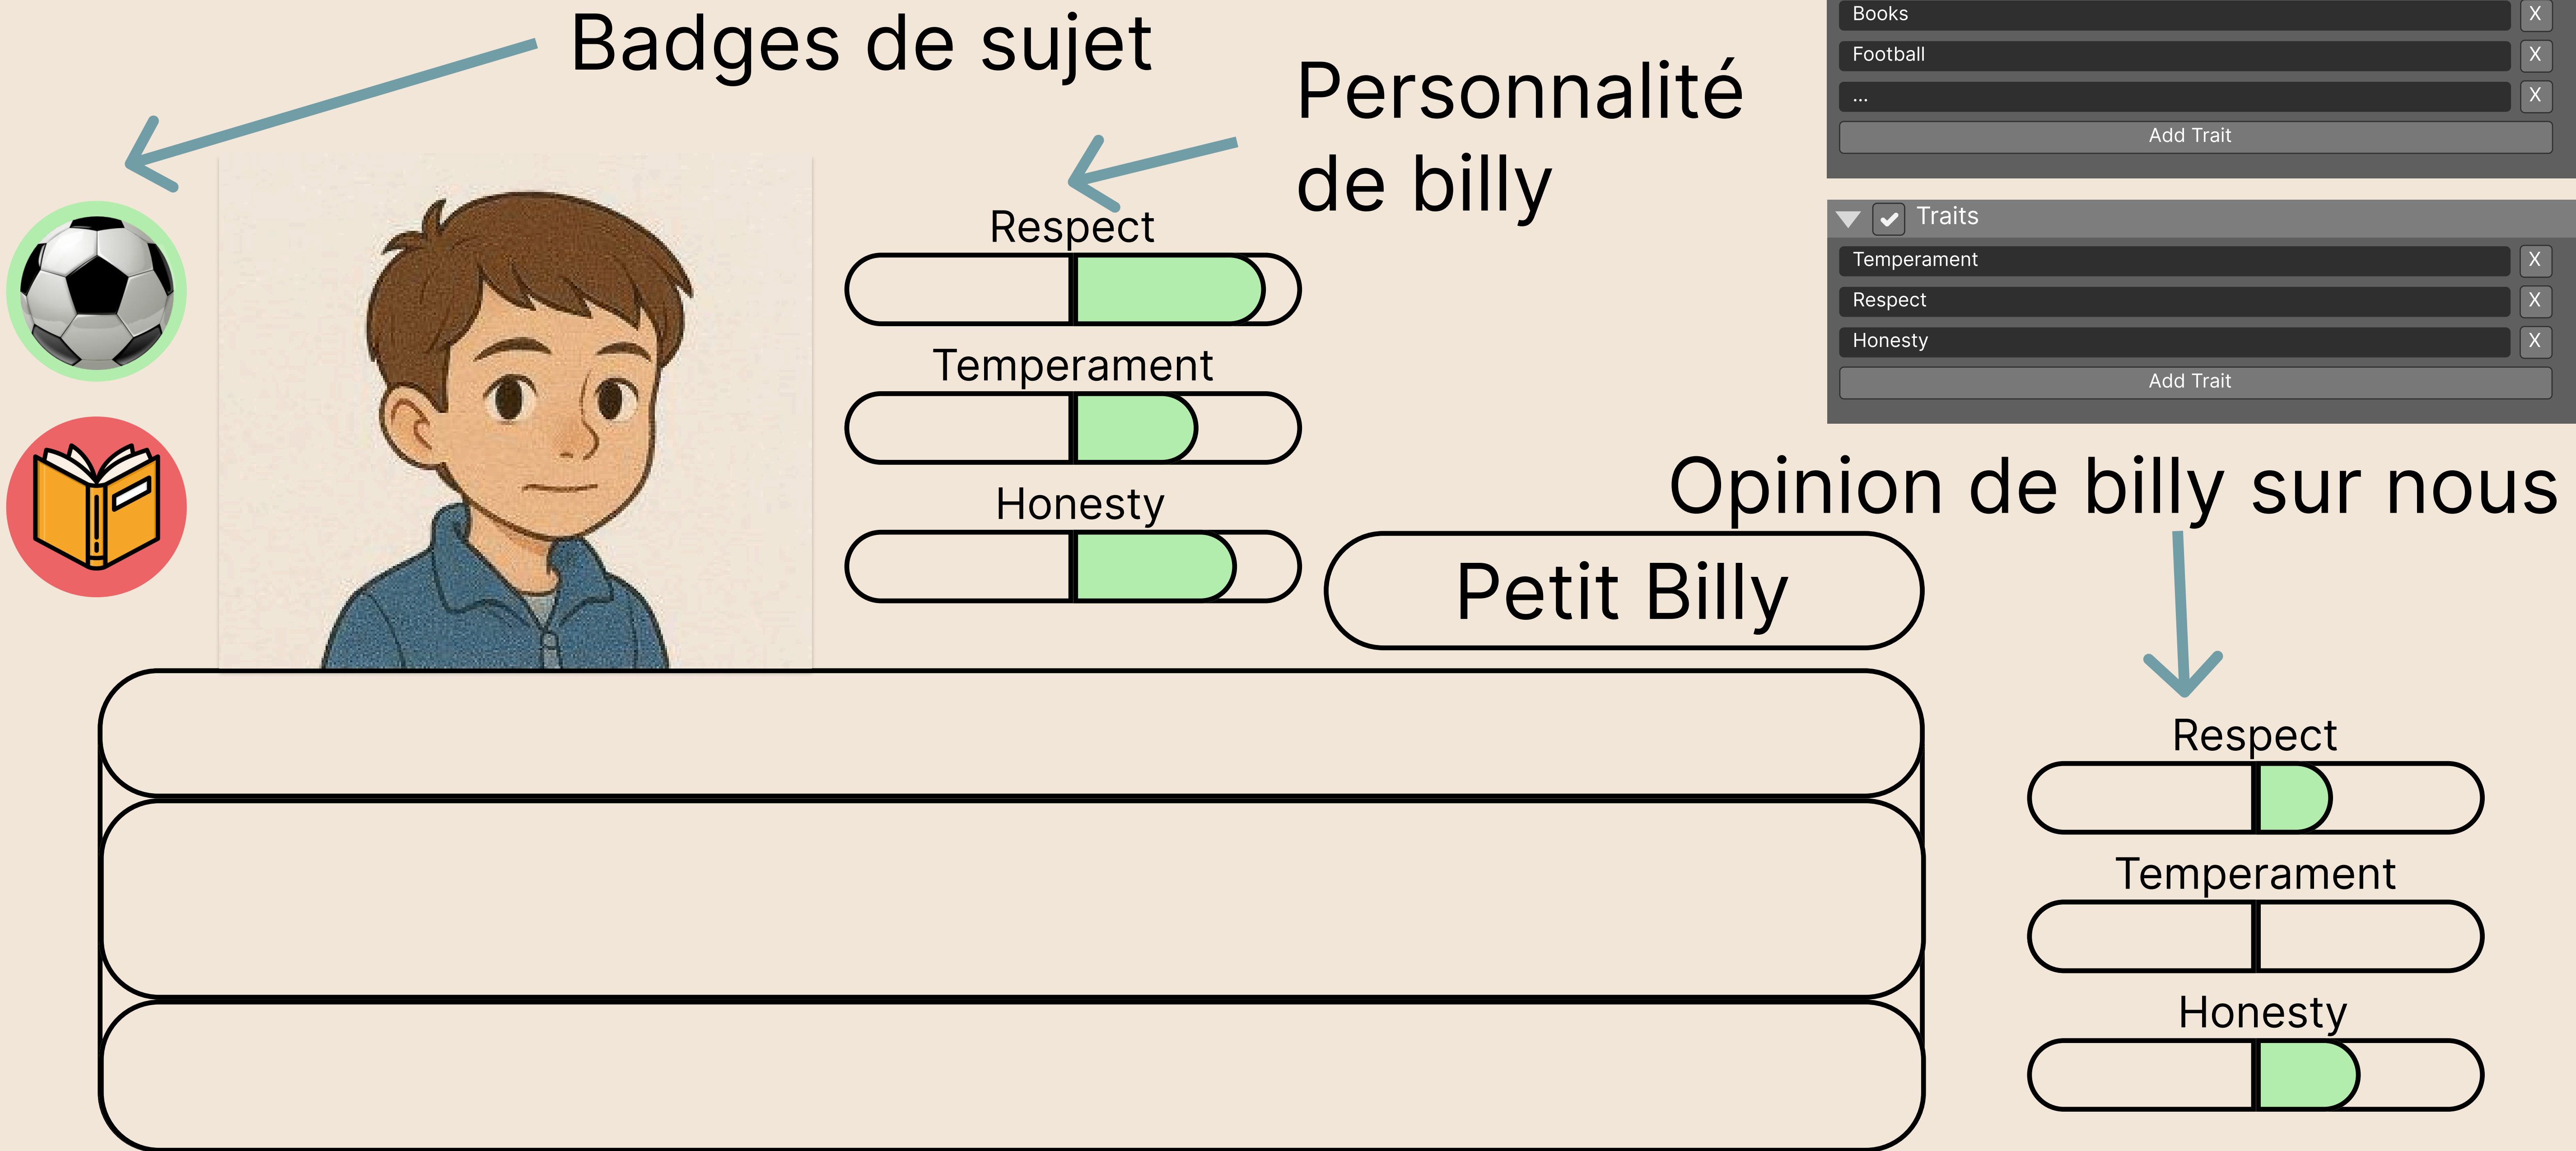 Badges de sujet
Personnalité
de billy
Respect
Temperament
Honesty
Books
X
Football
X
...
X
Add Trait
Traits
Temperament
X
Respect
X
Honesty
X
Add Trait
Opinion de billy sur nous
Petit Billy
Respect
Temperament
Honesty